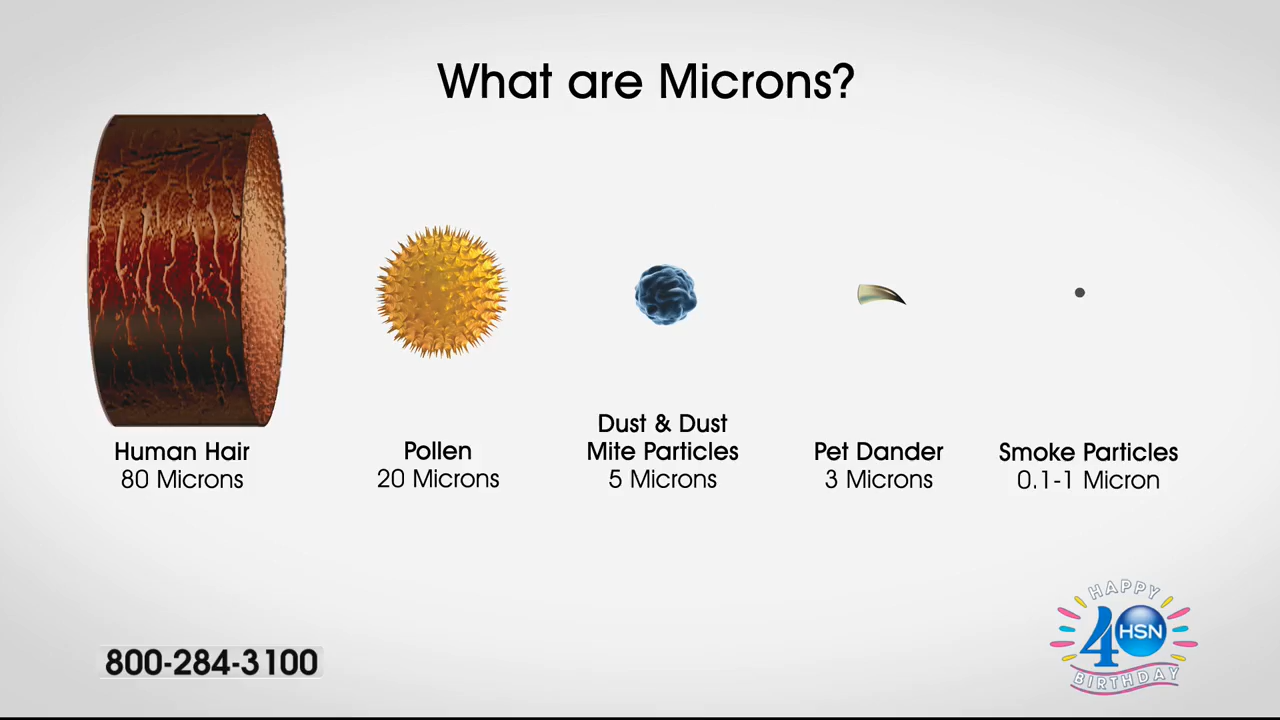 What are Microns?
Human Hair
80 Microns
Pollen
20 Microns
Dust & Dust
Mite Particles
5 Microns
Pet Dander
3 Microns
Smoke Particles
0.1-1 Micron
800-284-3100
HAPPY
40 HSN
BIRTHDAY